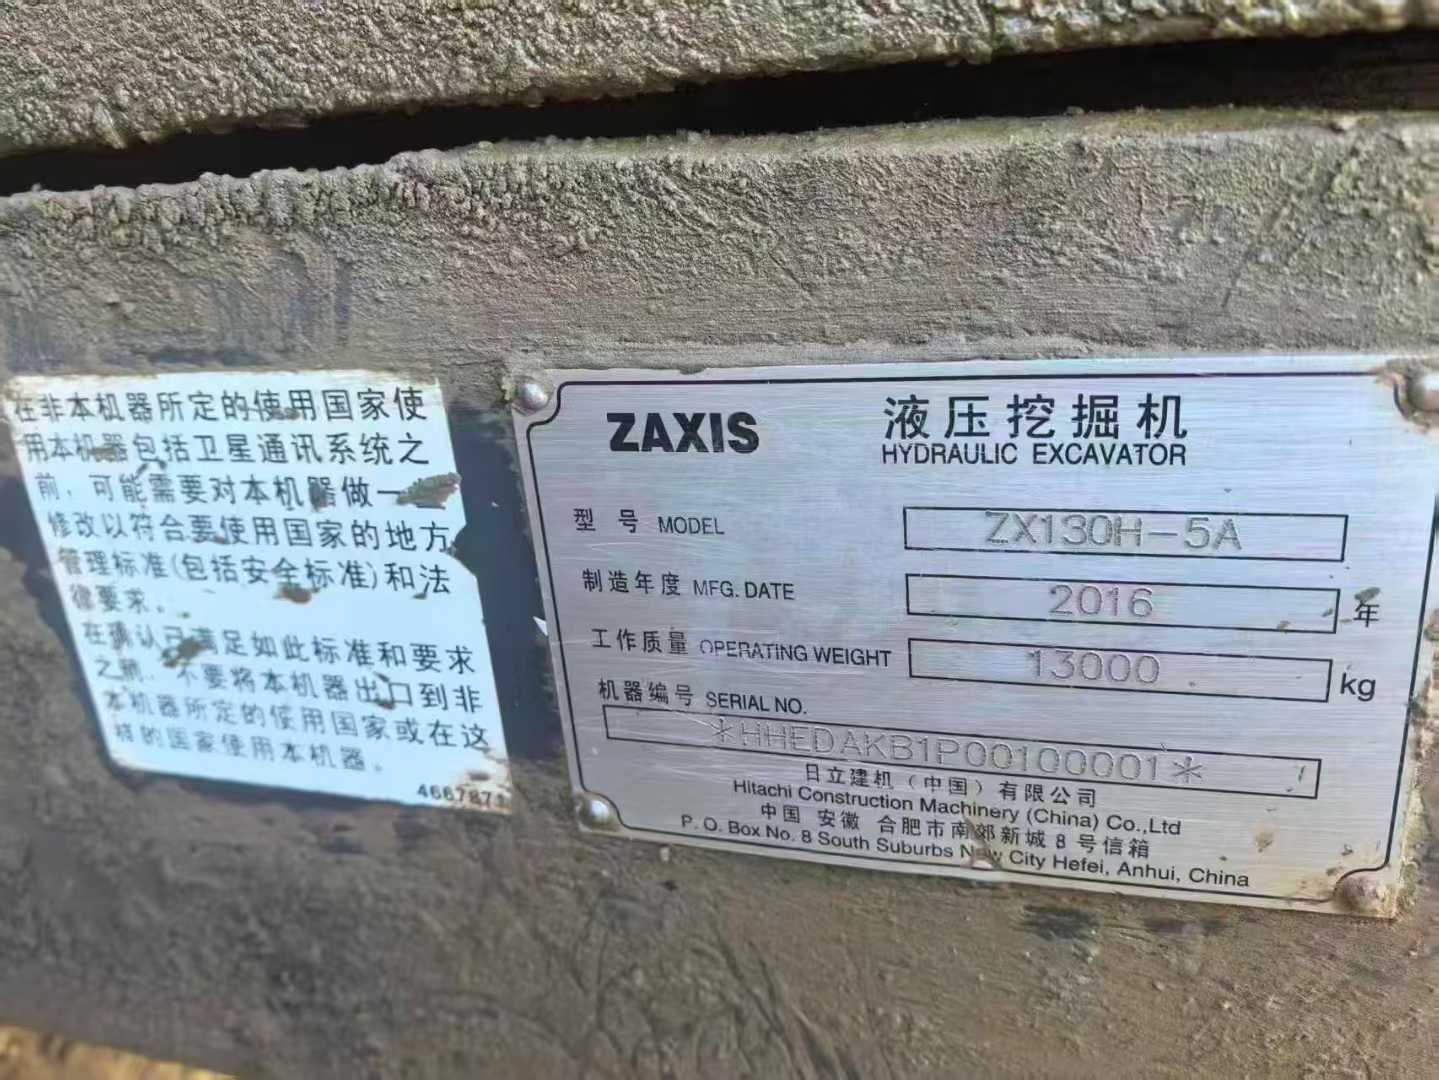 在非本机器所定的使用国家使
用本机器包括卫星通讯系统之
前,可能需要对本机器做一
修改以符合要使用国家的地方
管理标准(包括安全标准)和法
律要求。
在确认已满足如此标准和要求
之前,不要将本机器出口到非
本机器所定的使用国家或在这
样的国家使用本机器。
4667871
ZAXIS
液压挖掘机
HYDRAULIC EXCAVATOR
型号 MODEL ZX130H-5A
制造年度 MFG. DATE 2016 年
工作质量 OPERATING WEIGHT 13000 kg
机器编号 SERIAL NO.
*HHEDAKB1P00100001*
日立建机(中国)有限公司
Hitachi Construction Machinery (China) Co.,Ltd
中国 安徽 合肥市南郊新城8号信箱
P.O. Box No. 8 South Suburbs New City Hefei, Anhui, China